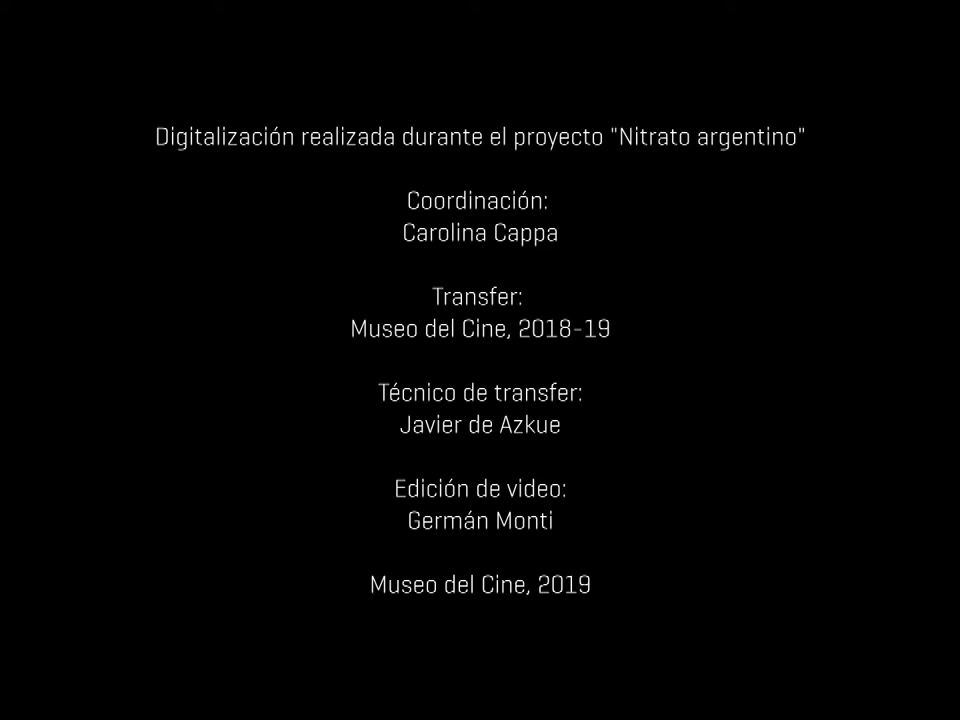 Digitalización realizada durante el proyecto "Nitrato argentino"
Coordinación:
Carolina Cappa
Transfer:
Museo del Cine, 2018-19
Técnico de transfer:
Javier de Azkue
Edición de video:
Germán Monti
Museo del Cine, 2019